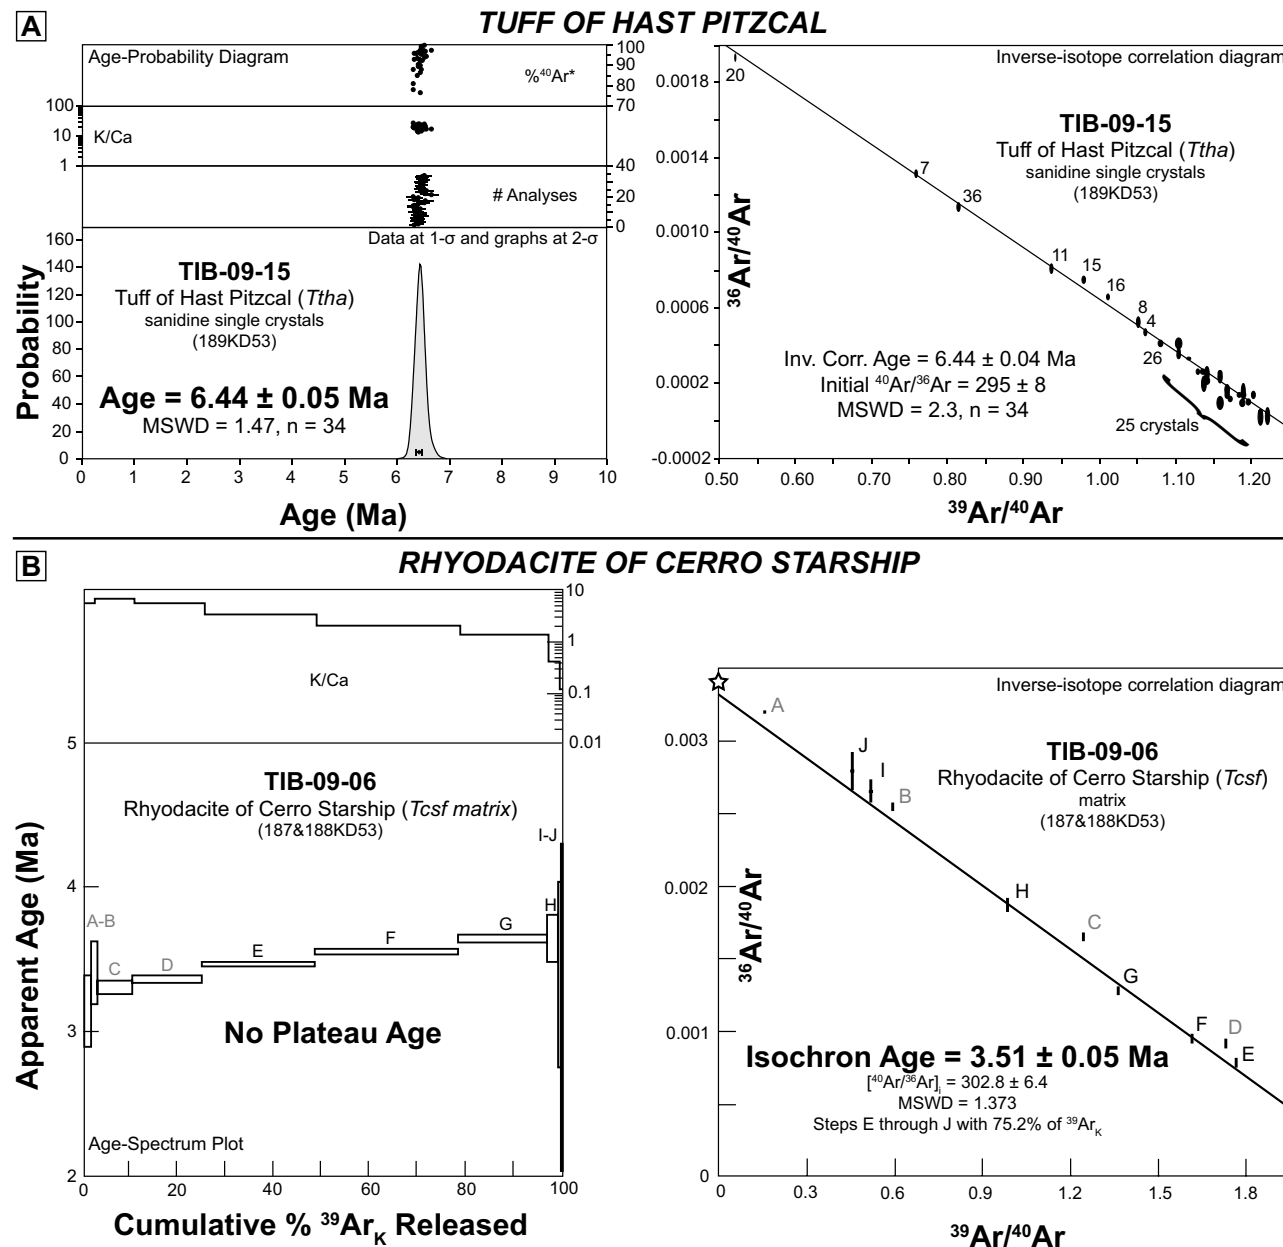 A
TUFF OF HAST PITZCAL
Age-Probability Diagram
%⁴⁰Ar*
100
90
80
70
K/Ca
100
10
1
# Analyses
40
20
0
Data at 1-σ and graphs at 2-σ
TIB-09-15
Tuff of Hast Pitzcal (Ttha)
sanidine single crystals
(189KD53)
Age = 6.44 ± 0.05 Ma
MSWD = 1.47, n = 34
Probability
160
140
120
100
80
60
40
20
0
0 1 2 3 4 5 6 7 8 9 10
Age (Ma)
Inverse-isotope correlation diagram
TIB-09-15
Tuff of Hast Pitzcal (Ttha)
sanidine single crystals
(189KD53)
20
7
36
11
15
16
8
4
26
25 crystals
Inv. Corr. Age = 6.44 ± 0.04 Ma
Initial ⁴⁰Ar/³⁶Ar = 295 ± 8
MSWD = 2.3, n = 34
³⁶Ar/⁴⁰Ar
0.0018
0.0014
0.0010
0.0006
0.0002
-0.0002
0.50 0.60 0.70 0.80 0.90 1.00 1.10 1.20
³⁹Ar/⁴⁰Ar
B
RHYODACITE OF CERRO STARSHIP
K/Ca
10
1
0.1
0.01
TIB-09-06
Rhyodacite of Cerro Starship (Tcsf matrix)
(187&188KD53)
I-J
A-B
C
D
E
F
G
H
No Plateau Age
Age-Spectrum Plot
Apparent Age (Ma)
5
4
3
2
0 20 40 60 80 100
Cumulative % ³⁹Ar_K Released
Inverse-isotope correlation diagram
TIB-09-06
Rhyodacite of Cerro Starship (Tcsf)
matrix
(187&188KD53)
A
J
I
B
H
C
G
F
D
E
Isochron Age = 3.51 ± 0.05 Ma
[⁴⁰Ar/³⁶Ar]ᵢ = 302.8 ± 6.4
MSWD = 1.373
Steps E through J with 75.2% of ³⁹Ar_K
³⁶Ar/⁴⁰Ar
0.003
0.002
0.001
0
0 0.3 0.6 0.9 1.2 1.5 1.8
³⁹Ar/⁴⁰Ar